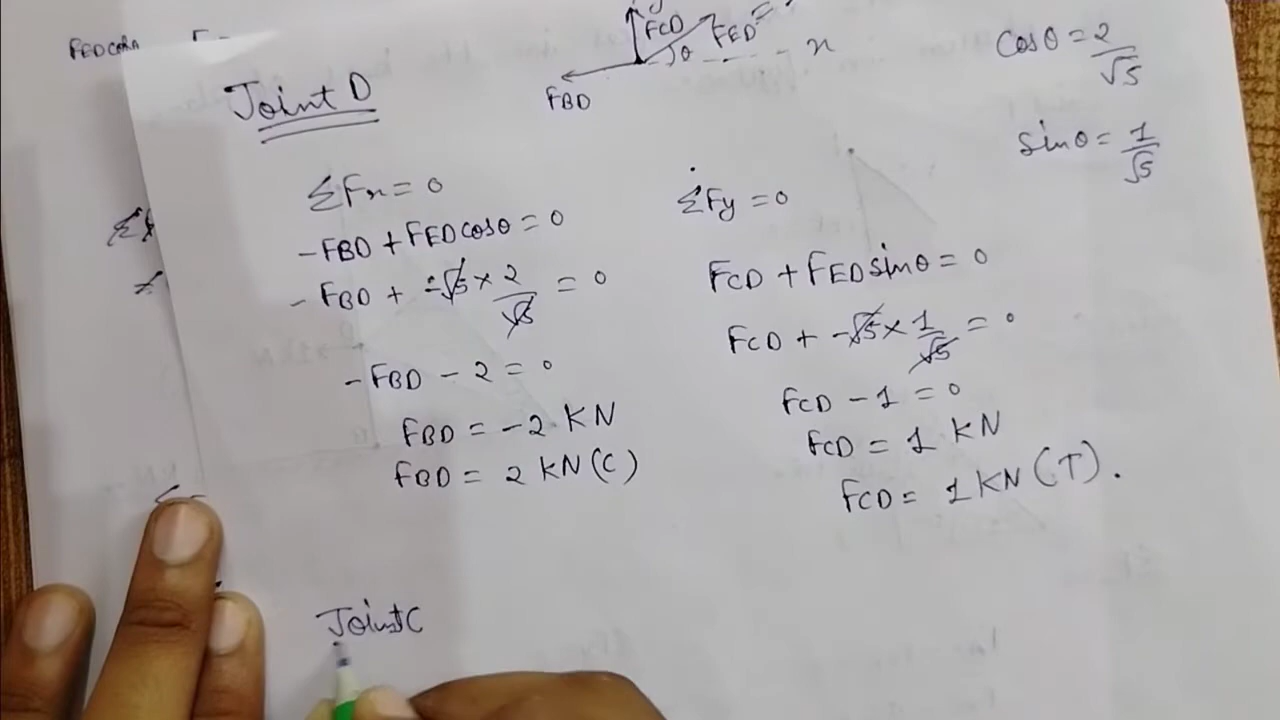 FED cosθ
FCD
FED =
θ
x
FBD
cosθ = 2/√5
sinθ = 1/√5
Joint D
ΣFx = 0
-FBD + FED cosθ = 0
-FBD + -√5 × 2/√5 = 0
-FBD - 2 = 0
FBD = -2 KN
FBD = 2 KN (C)
ΣFy = 0
FCD + FED sinθ = 0
FCD + -√5 × 1/√5 = 0
FCD - 1 = 0
FCD = 1 KN
FCD = 1 KN (T).
Joint C